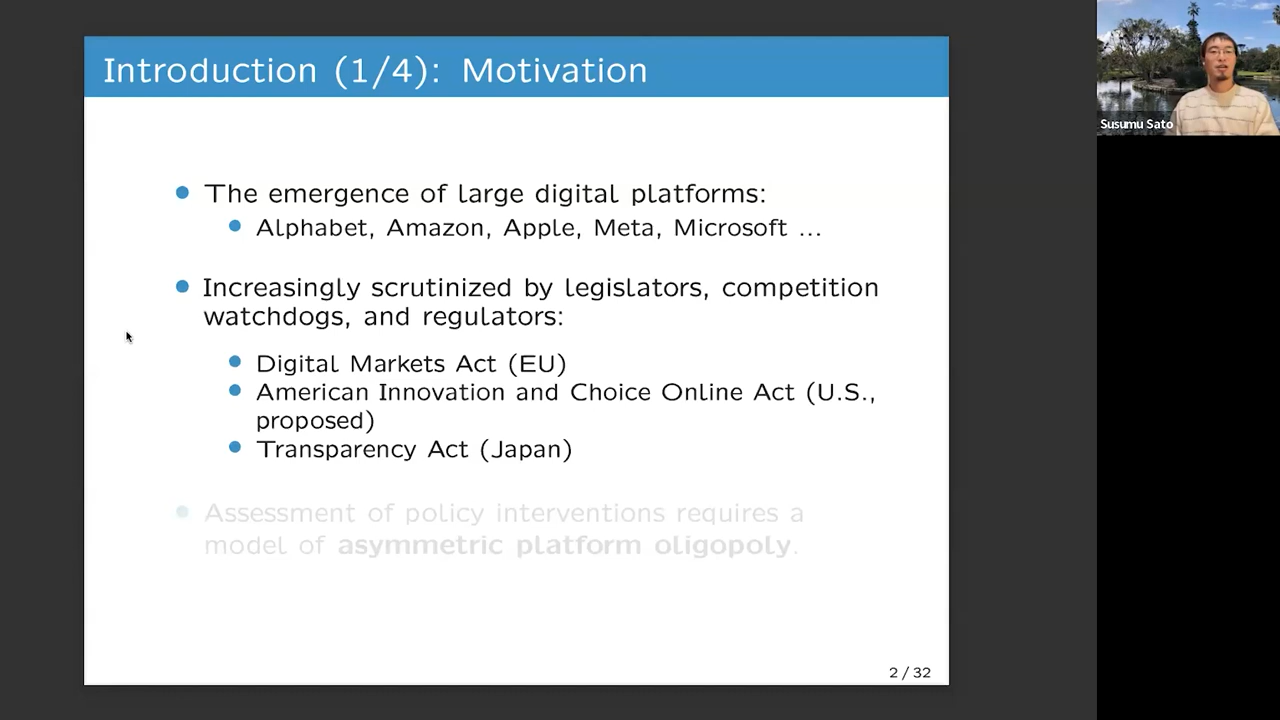 Introduction (1/4): Motivation
The emergence of large digital platforms:
Alphabet, Amazon, Apple, Meta, Microsoft ...
Increasingly scrutinized by legislators, competition
watchdogs, and regulators:
Digital Markets Act (EU)
American Innovation and Choice Online Act (U.S.,
proposed)
Transparency Act (Japan)
Assessment of policy interventions requires a
model of asymmetric platform oligopoly.
2 / 32
Susumu Sato